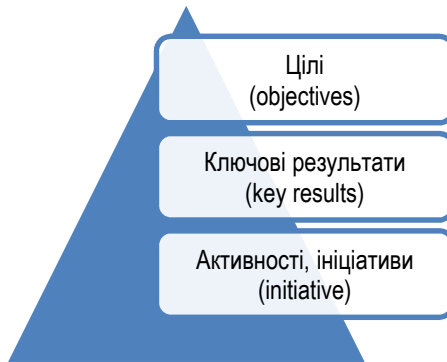 Цілі
(objectives)
Ключові результати
(key results)
Активності, ініціативи
(initiative)